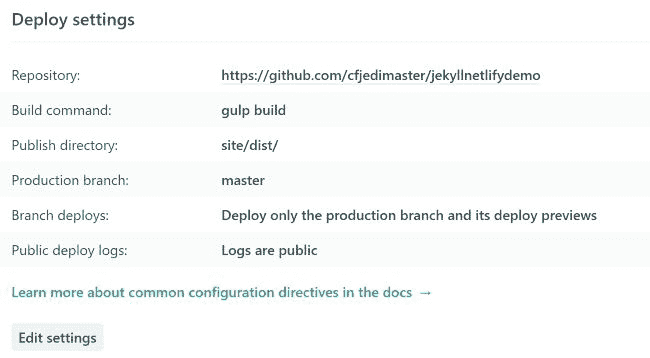 Deploy settings
Repository: https://github.com/cfjedimaster/jekyllnetlifydemo
Build command: gulp build
Publish directory: site/dist/
Production branch: master
Branch deploys: Deploy only the production branch and its deploy previews
Public deploy logs: Logs are public
Learn more about common configuration directives in the docs →
Edit settings